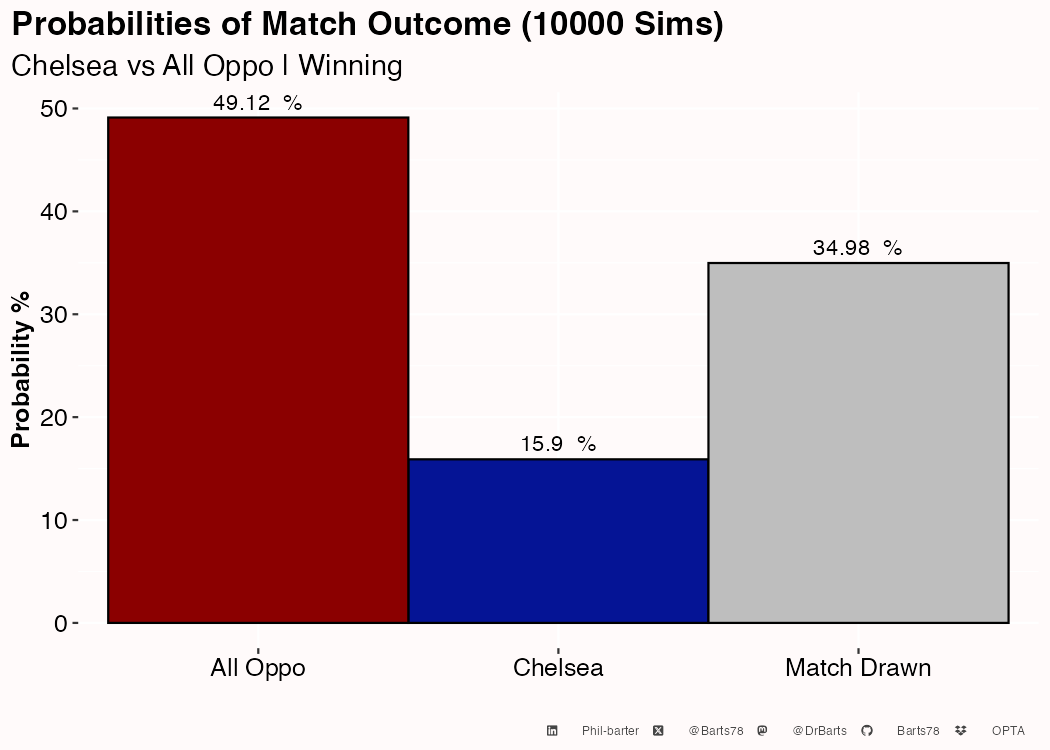 Probabilities of Match Outcome (10000 Sims)
Chelsea vs All Oppo | Winning
Probability %
50
40
30
20
10
0
49.12 %
15.9 %
34.98 %
All Oppo
Chelsea
Match Drawn
Phil-barter @Barts78 @DrBarts Barts78 OPTA